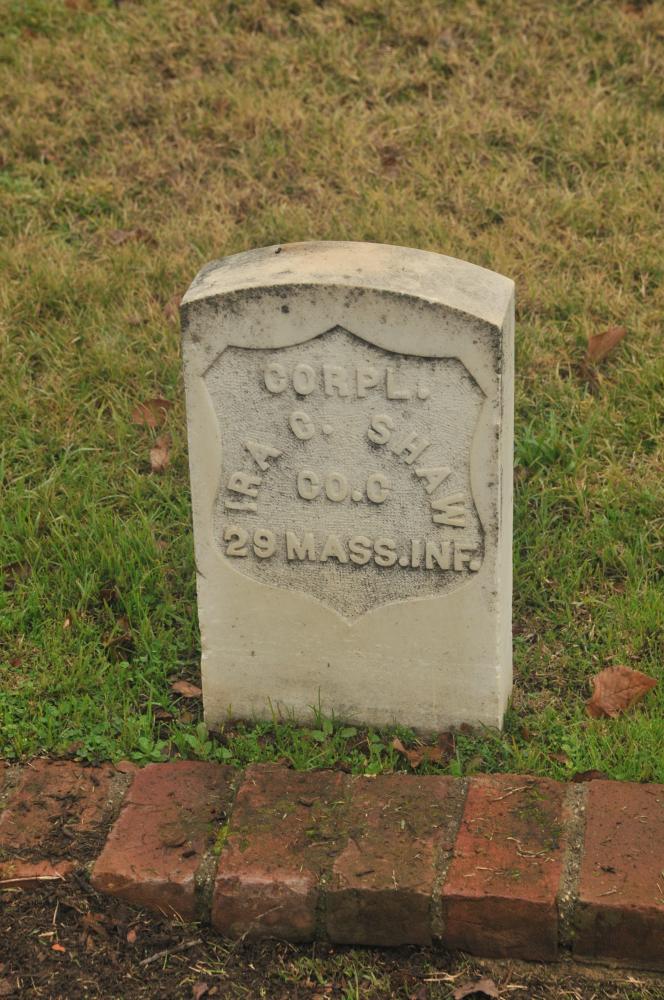 CORPL.
IRA C. SHAW
CO.C
29 MASS.INF.